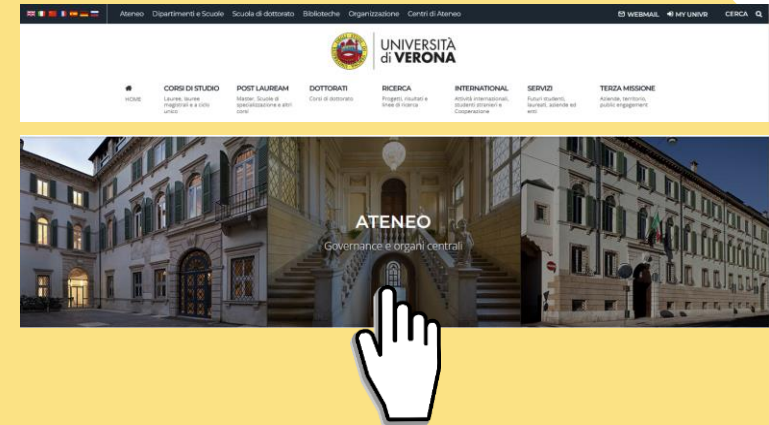 Ateneo Dipartimenti e Scuole Scuola di dottorato Biblioteche Organizzazione Centri di Ateneo WEBMAIL MY UNIVR CERCA
UNIVERSITÀ
di VERONA
HOME
CORSI DI STUDIO
Lauree, lauree
magistrali e a ciclo
unico
POST LAUREAM
Master, Scuole di
specializzazione e altri
corsi
DOTTORATI
Corsi di dottorato
RICERCA
Progetti, risultati e
linee di ricerca
INTERNATIONAL
Attività internazionali,
studenti stranieri e
Cooperazione
SERVIZI
Futuri studenti,
laureati, aziende ed
enti
TERZA MISSIONE
Aziende, territorio,
public engagement
ATENEO
Governance e organi centrali